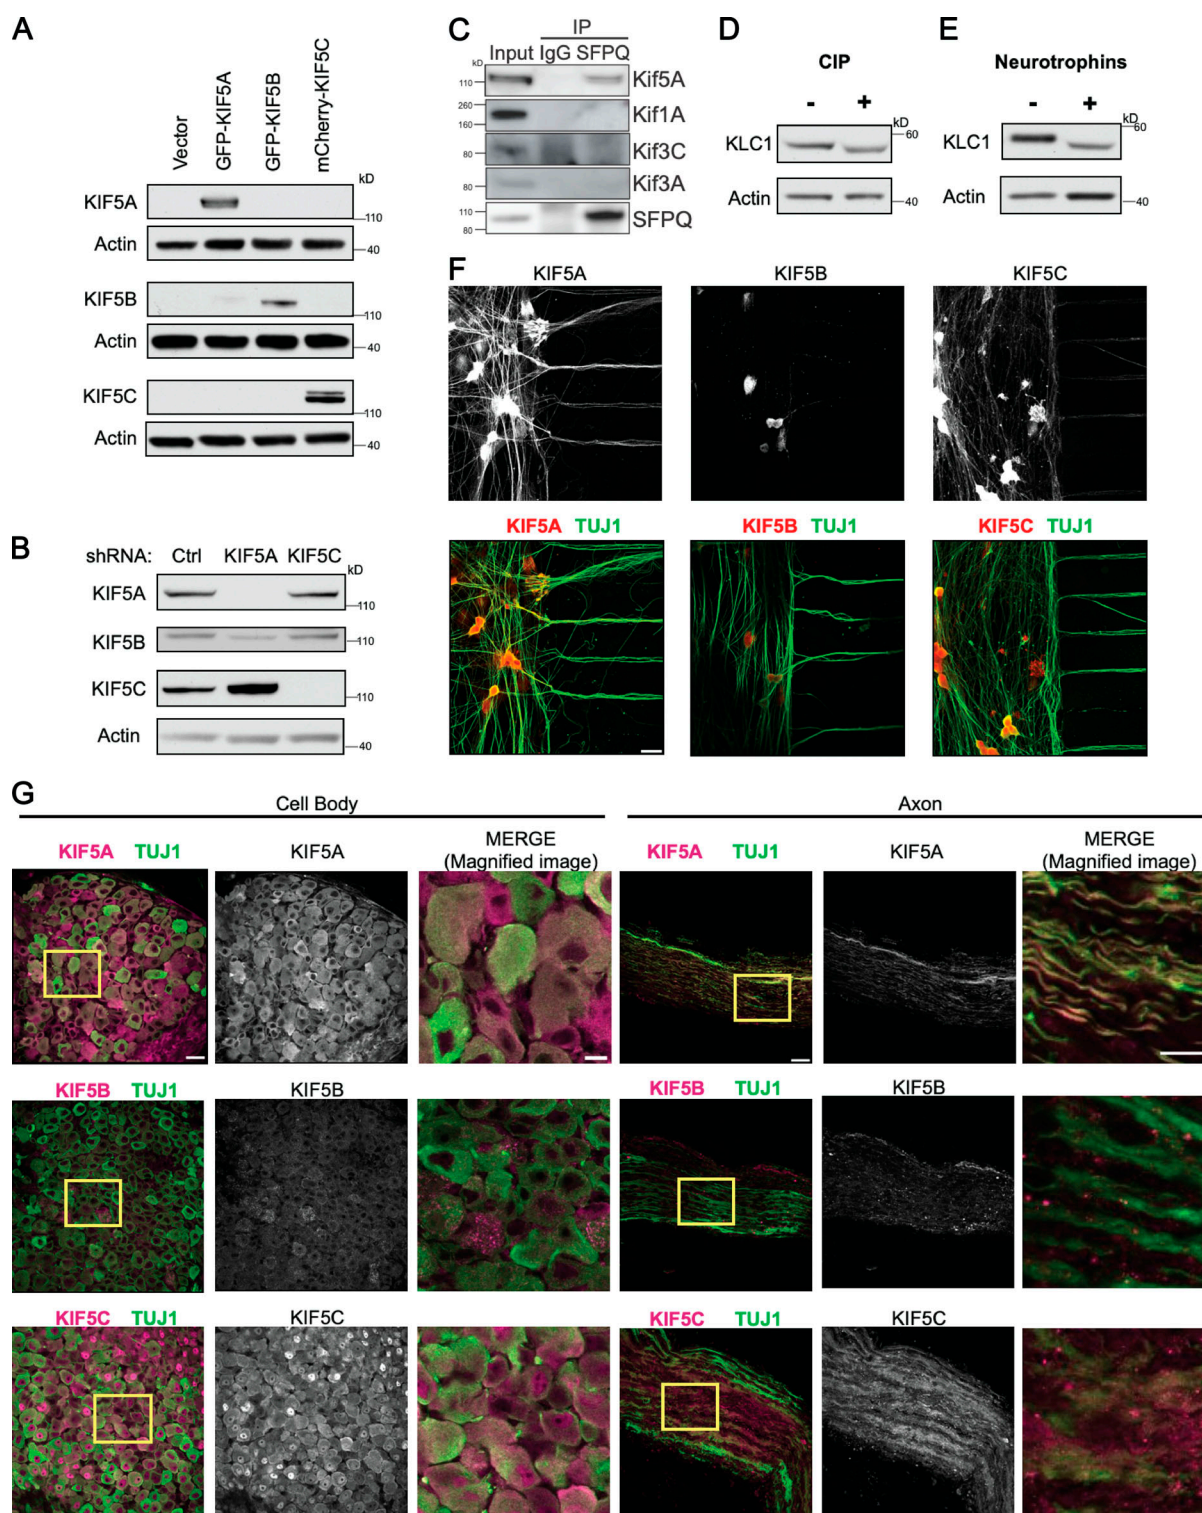 A
Vector
GFP-KIF5A
GFP-KIF5B
mCherry-KIF5C
kD
KIF5A
110
Actin
40
KIF5B
110
Actin
40
KIF5C
110
Actin
40
B
shRNA: Ctrl KIF5A KIF5C
kD
KIF5A
110
KIF5B
110
KIF5C
110
Actin
40
C
IP
Input IgG SFPQ
kD
110
Kif5A
260
160
Kif1A
80
Kif3C
80
Kif3A
110
80
SFPQ
D
CIP
- +
kD
KLC1
60
Actin
40
E
Neurotrophins
- +
kD
KLC1
60
Actin
40
F
KIF5A KIF5B KIF5C
KIF5A TUJ1 KIF5B TUJ1 KIF5C TUJ1
G
Cell Body Axon
KIF5A TUJ1 KIF5A MERGE (Magnified image) KIF5A TUJ1 KIF5A MERGE (Magnified image)
KIF5B TUJ1 KIF5B KIF5B TUJ1 KIF5B
KIF5C TUJ1 KIF5C KIF5C TUJ1 KIF5C